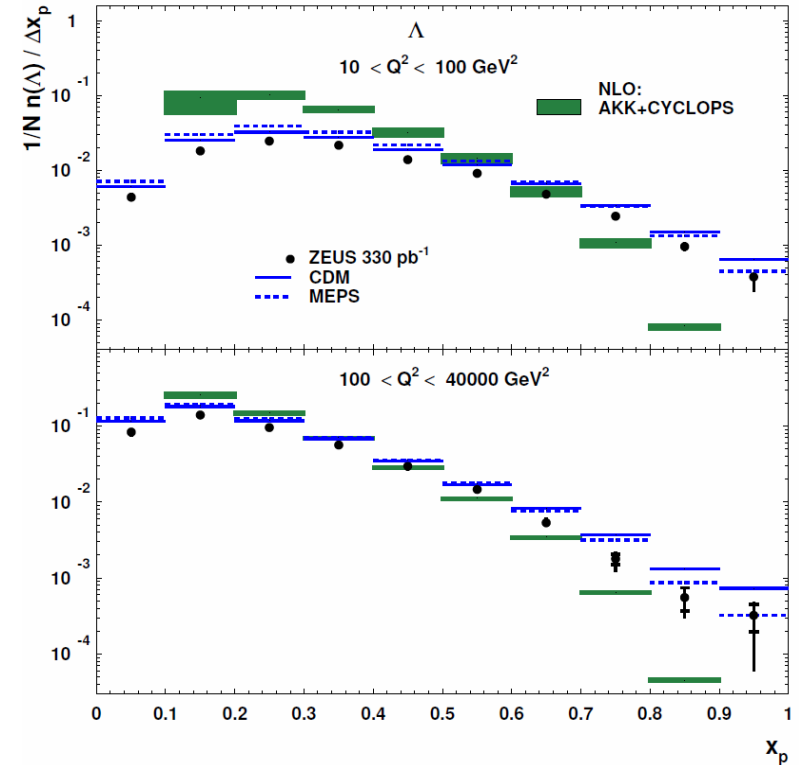 1/N n(Λ) / Δx_p
Λ
10 < Q² < 100 GeV²
NLO:
AKK+CYCLOPS
1
10⁻¹
10⁻²
10⁻³
10⁻⁴
ZEUS 330 pb⁻¹
CDM
MEPS
100 < Q² < 40000 GeV²
10⁻¹
10⁻²
10⁻³
10⁻⁴
0 0.1 0.2 0.3 0.4 0.5 0.6 0.7 0.8 0.9 1
x_p